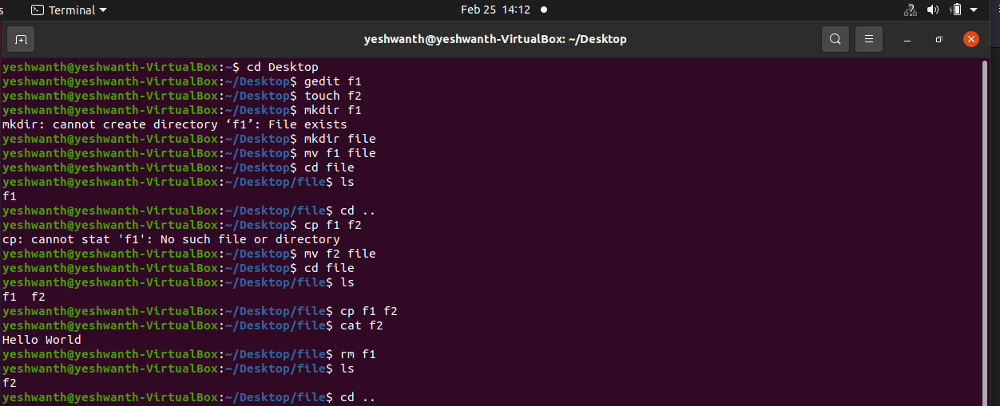 s Terminal Feb 25 14:12
yeshwanth@yeshwanth-VirtualBox: ~/Desktop
yeshwanth@yeshwanth-VirtualBox:~$ cd Desktop
yeshwanth@yeshwanth-VirtualBox:~/Desktop$ gedit f1
yeshwanth@yeshwanth-VirtualBox:~/Desktop$ touch f2
yeshwanth@yeshwanth-VirtualBox:~/Desktop$ mkdir f1
mkdir: cannot create directory ‘f1’: File exists
yeshwanth@yeshwanth-VirtualBox:~/Desktop$ mkdir file
yeshwanth@yeshwanth-VirtualBox:~/Desktop$ mv f1 file
yeshwanth@yeshwanth-VirtualBox:~/Desktop$ cd file
yeshwanth@yeshwanth-VirtualBox:~/Desktop/file$ ls
f1
yeshwanth@yeshwanth-VirtualBox:~/Desktop/file$ cd ..
yeshwanth@yeshwanth-VirtualBox:~/Desktop$ cp f1 f2
cp: cannot stat 'f1': No such file or directory
yeshwanth@yeshwanth-VirtualBox:~/Desktop$ mv f2 file
yeshwanth@yeshwanth-VirtualBox:~/Desktop$ cd file
yeshwanth@yeshwanth-VirtualBox:~/Desktop/file$ ls
f1  f2
yeshwanth@yeshwanth-VirtualBox:~/Desktop/file$ cp f1 f2
yeshwanth@yeshwanth-VirtualBox:~/Desktop/file$ cat f2
Hello World
yeshwanth@yeshwanth-VirtualBox:~/Desktop/file$ rm f1
yeshwanth@yeshwanth-VirtualBox:~/Desktop/file$ ls
f2
yeshwanth@yeshwanth-VirtualBox:~/Desktop/file$ cd ..